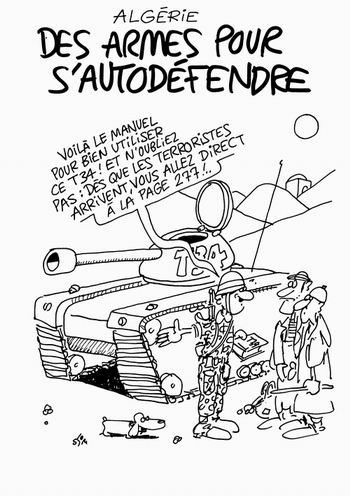 ALGÉRIE
DES ARMES POUR
S'AUTODÉFENDRE
VOILÀ LE MANUEL
POUR BIEN UTILISER
CE T34! ET N'OUBLIEZ
PAS: DÈS QUE LES TERRORISTES
ARRIVENT VOUS ALLEZ DIRECT
À LA PAGE 277!..
T34